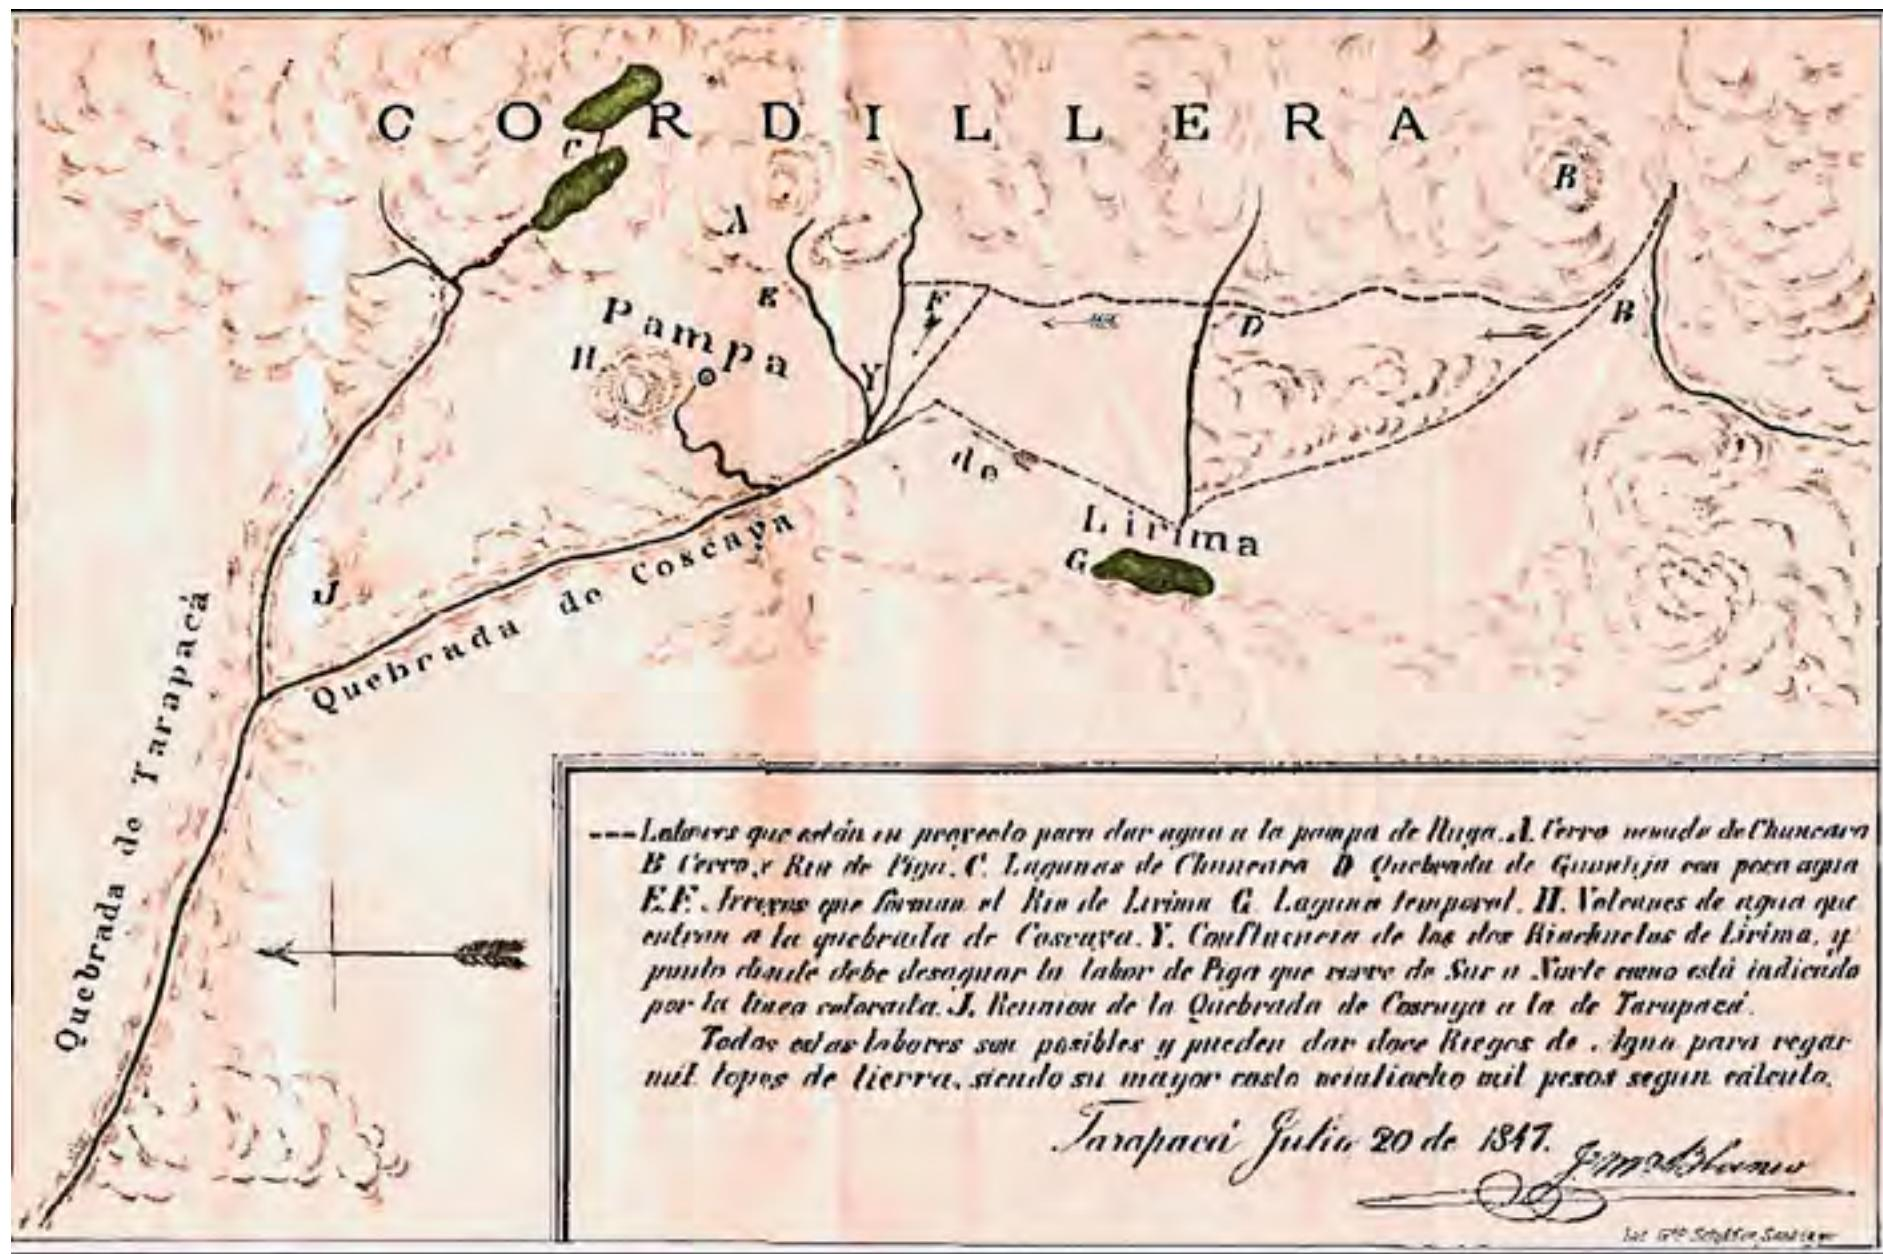 CORDILLERA
C
A
B
E
F
Pampa
H
Y
D
B
de
Lirima
G
J
Quebrada de Coscaya
Quebrada de Tarapacá
Labores que están en proyecto para dar agua a la pampa de A. Cerro nevado de Chuncara
B Cerro y Rio de Piga. C. Lagunas de Chuncara D Quebrada de con poca agua
E.F. Arroyos que forman el Rio de Lirima G. Laguna temporal. H. Volcanes de agua que
entran a la quebrada de Coscaya. Y. Confluencia de los dos Riachuelos de Lirima, y
punto donde debe desaguar la labor de Piga que corre de Sur a Norte como está indicado
por la linea colorada. J. Reunion de la Quebrada de Coscaya a la de Tarapacá.
Todas estas labores son posibles y pueden dar doce Riegos de Agua para regar
mil topos de tierra, siendo su mayor costo veintiocho mil pesos segun cálculo.
Tarapacá Julio 20 de 1847.